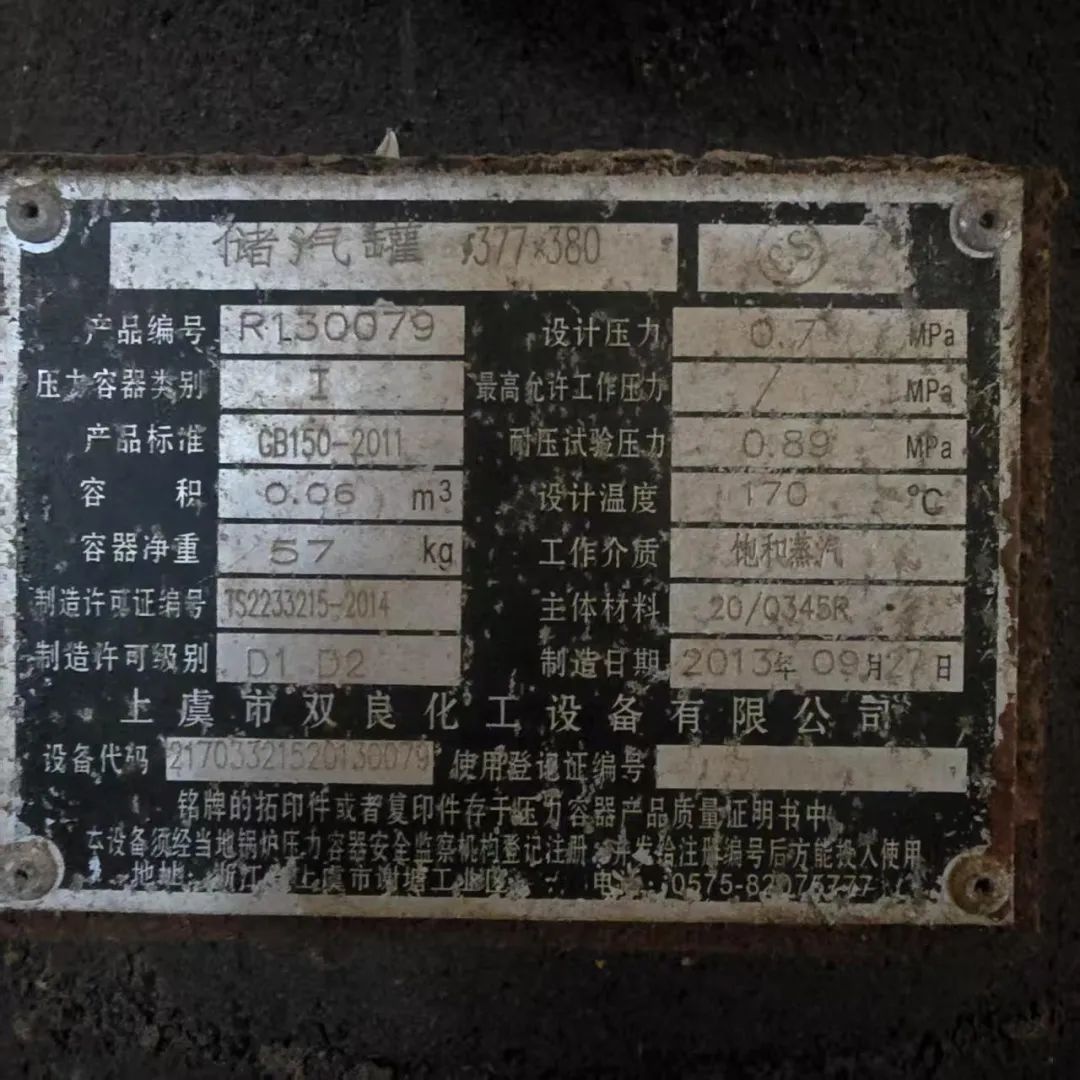 储汽罐 377×380 CS
产品编号 R130079 设计压力 0.7 MPa
压力容器类别 I 最高允许工作压力 / MPa
产品标准 GB150-2011 耐压试验压力 0.89 MPa
容积 0.06 m³ 设计温度 170 ℃
容器净重 57 kg 工作介质 饱和蒸汽
制造许可证编号 TS2233215-2014 主体材料 20/Q345R
制造许可级别 D1 D2 制造日期 2013年09月27日
上虞市双良化工设备有限公司
设备代码 21703321520130079 使用登记证编号
铭牌的拓印件或者复印件存于压力容器产品质量证明书中
设备须经当地锅炉压力容器安全监察机构登记注册 并发给注册编号后方能投入使用
地址: 浙江 上虞市谢塘工业区 电话: 0575-82075377